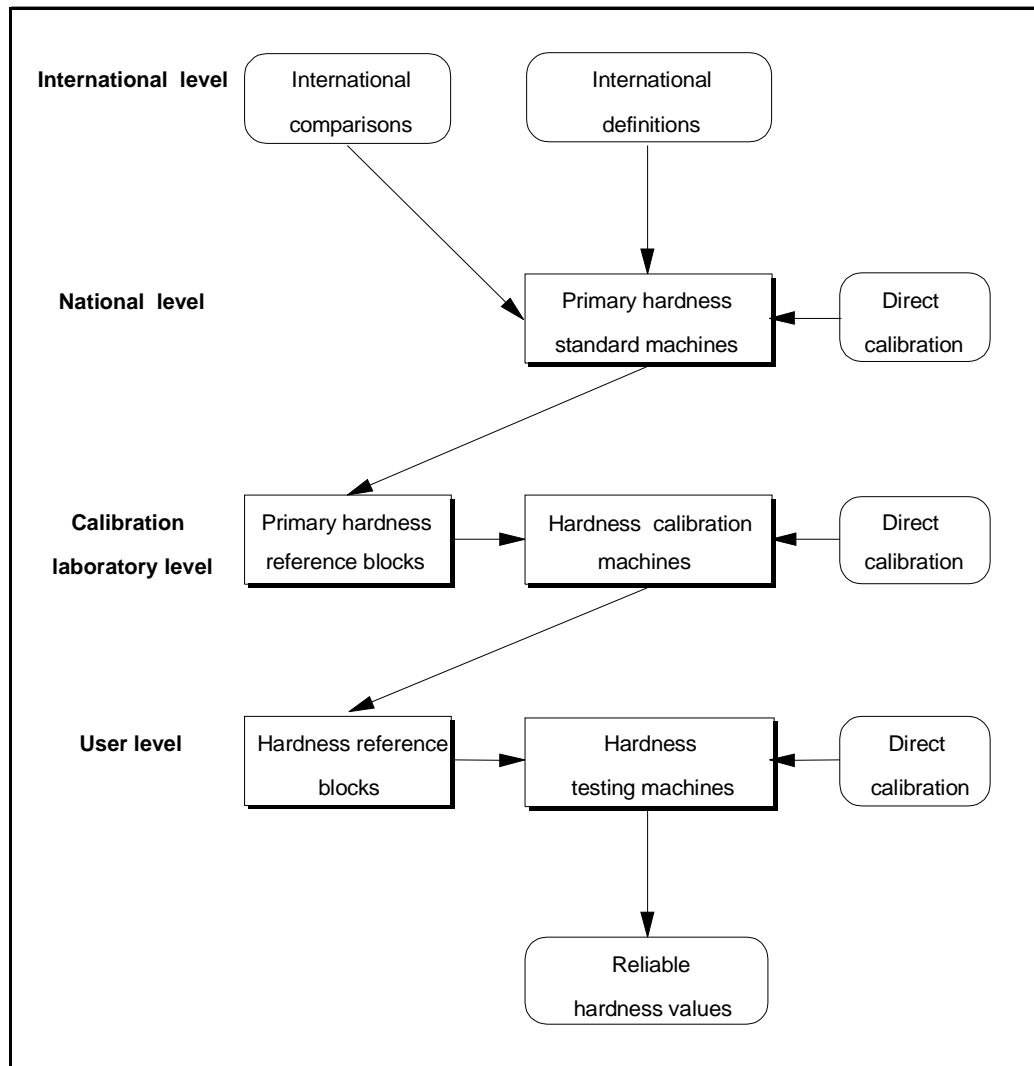 International level
International
comparisons
International
definitions
National level
Primary hardness
standard machines
Direct
calibration
Calibration
laboratory level
Primary hardness
reference blocks
Hardness calibration
machines
Direct
calibration
User level
Hardness reference
blocks
Hardness
testing machines
Direct
calibration
Reliable
hardness values